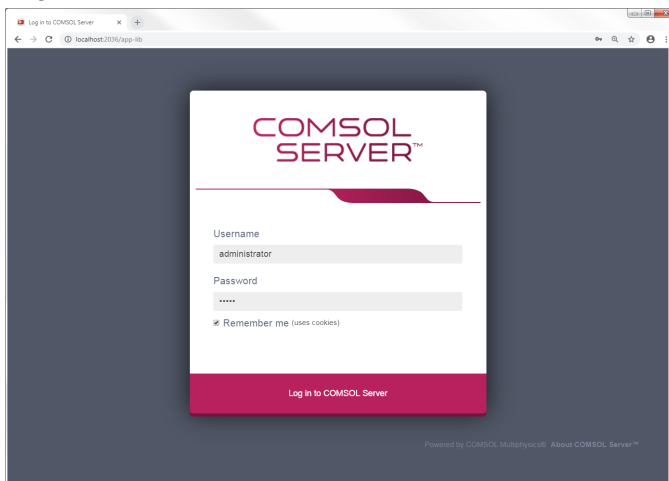 Log in to COMSOL Server
localhost:2036/app-lib
COMSOL
SERVER™
Username
administrator
Password
•••••
Remember me (uses cookies)
Log in to COMSOL Server
Powered by COMSOL Multiphysics® About COMSOL Server™